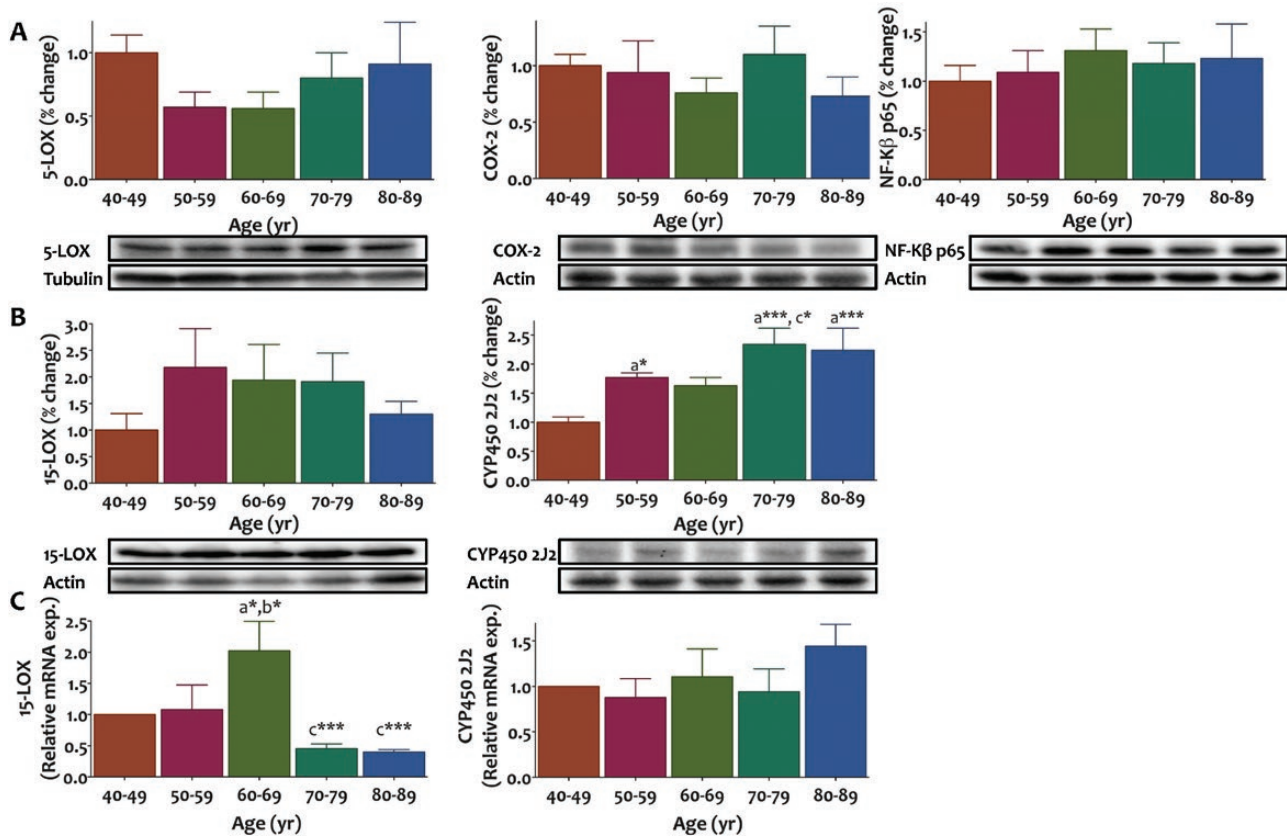 A
5-LOX (% change)
1.0
0.5
0.0
40-49 50-59 60-69 70-79 80-89
Age (yr)
5-LOX
Tubulin
COX-2 (% change)
1.0
0.5
0.0
40-49 50-59 60-69 70-79 80-89
Age (yr)
COX-2
Actin
NF-Kβ p65 (% change)
1.5
1.0
0.5
0.0
40-49 50-59 60-69 70-79 80-89
Age (yr)
NF-Kβ p65
Actin
B
15-LOX (% change)
3.0
2.5
2.0
1.5
1.0
0.5
0.0
40-49 50-59 60-69 70-79 80-89
Age (yr)
15-LOX
Actin
CYP450 2J2 (% change)
2.5
2.0
1.5
1.0
0.5
0.0
a*
a***, c*
a***
40-49 50-59 60-69 70-79 80-89
Age (yr)
CYP450 2J2
Actin
C
15-LOX
(Relative mRNA exp.)
2.5
2.0
1.5
1.0
0.5
0.0
a*,b*
c***
c***
40-49 50-59 60-69 70-79 80-89
Age (yr)
CYP450 2J2
(Relative mRNA exp.)
1.5
1.0
0.5
0.0
40-49 50-59 60-69 70-79 80-89
Age (yr)